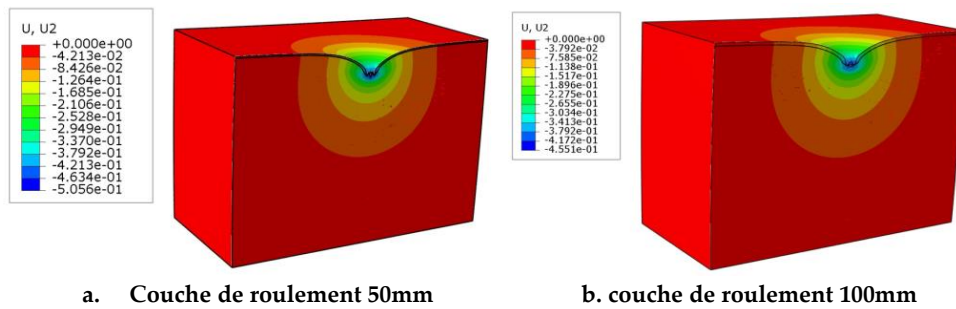 U, U2
+0.000e+00
-4.213e-02
-8.426e-02
-1.264e-01
-1.685e-01
-2.106e-01
-2.528e-01
-2.949e-01
-3.370e-01
-3.792e-01
-4.213e-01
-4.634e-01
-5.056e-01
U, U2
+0.000e+00
-3.792e-02
-7.585e-02
-1.138e-01
-1.517e-01
-1.896e-01
-2.275e-01
-2.655e-01
-3.034e-01
-3.413e-01
-3.792e-01
-4.172e-01
-4.551e-01
a. Couche de roulement 50mm
b. couche de roulement 100mm